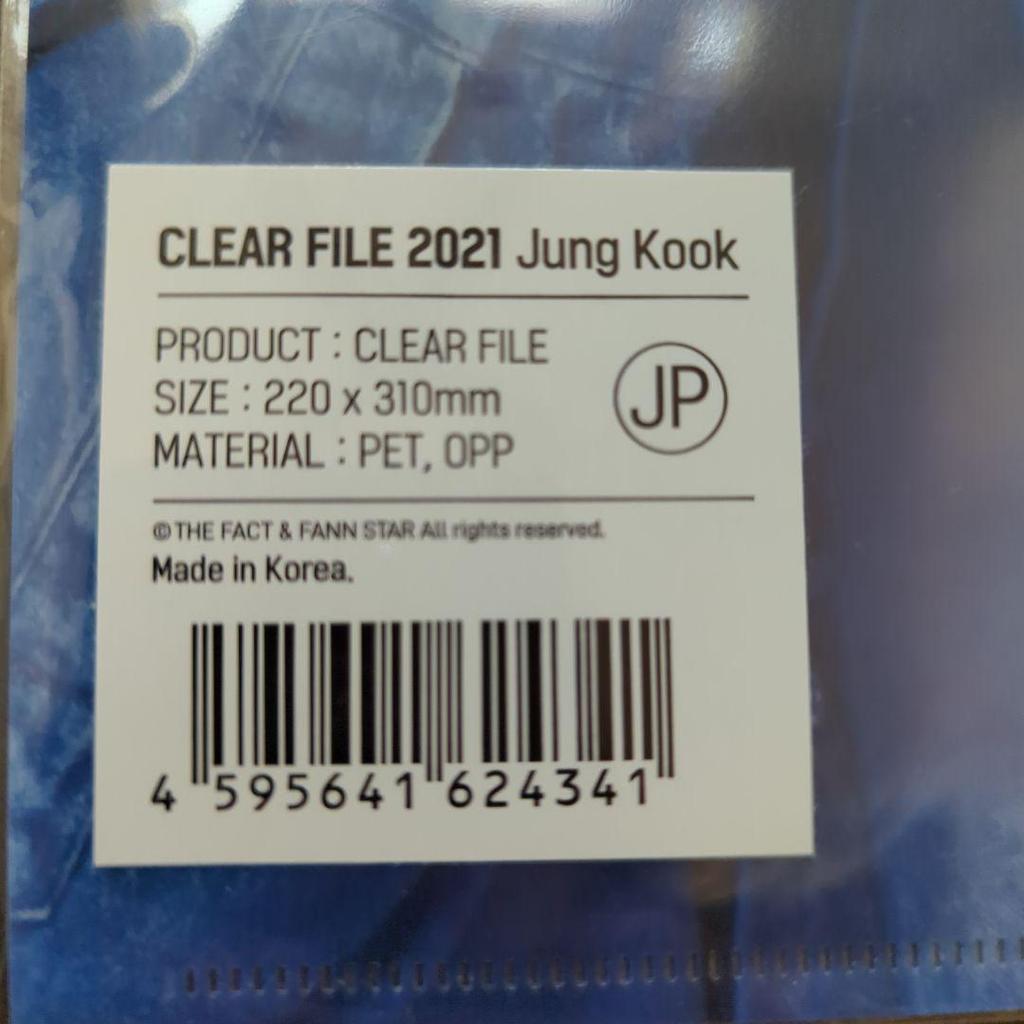 CLEAR FILE 2021 Jung Kook
PRODUCT : CLEAR FILE
SIZE : 220 x 310mm
MATERIAL : PET, OPP
JP
© THE FACT & FANN STAR All rights reserved.
Made in Korea.
4 595641 624341